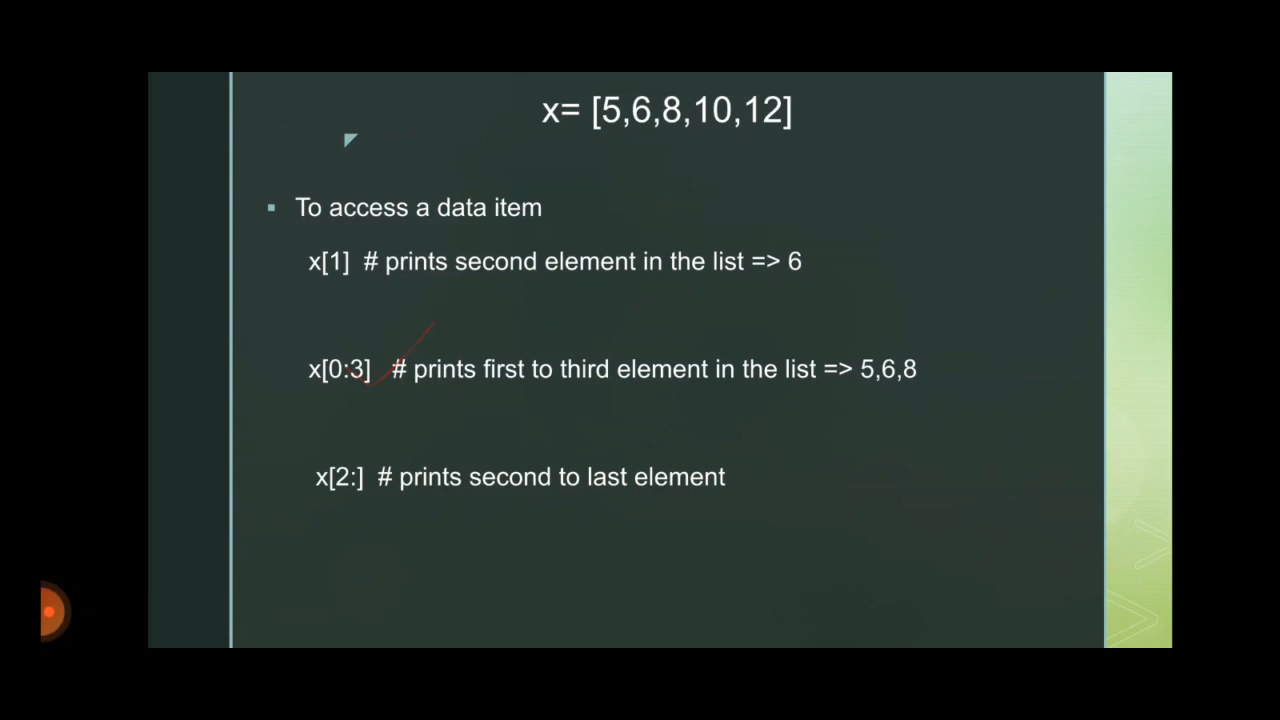 x= [5,6,8,10,12]
▪ To access a data item
x[1] # prints second element in the list => 6
x[0:3] # prints first to third element in the list => 5,6,8
x[2:] # prints second to last element